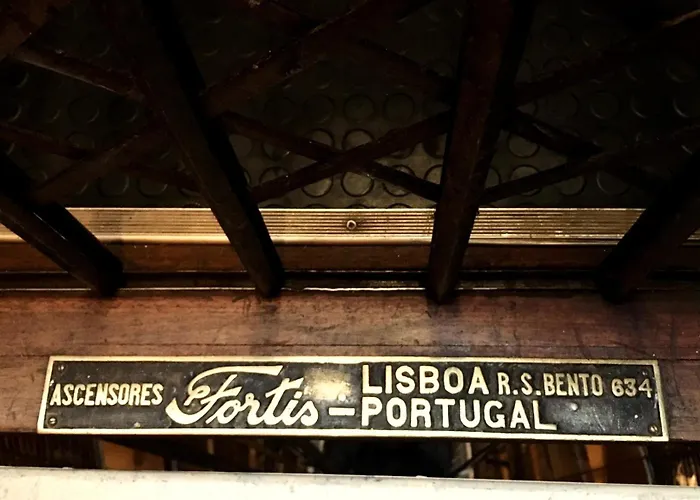 ASCENSORES Fortis - LISBOA R.S.BENTO 634
PORTUGAL